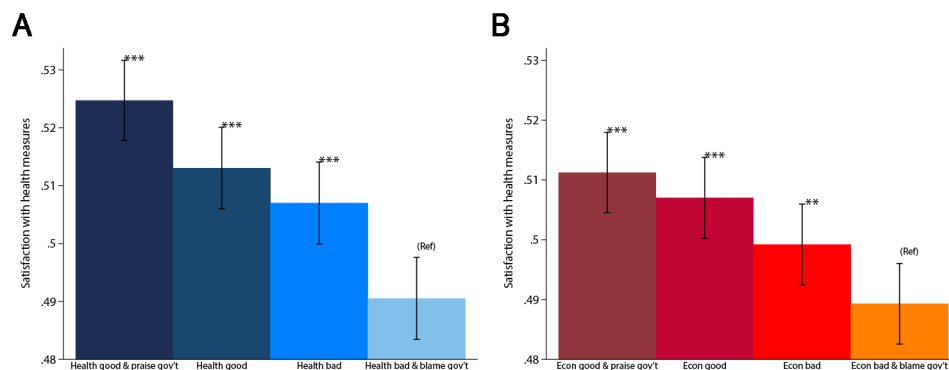 A
Satisfaction with health measures
.53
.52
.51
.5
.49
.48
***
***
***
(Ref)
Health good & praise gov't
Health good
Health bad
Health bad & blame gov't
B
Satisfaction with health measures
.53
.52
.51
.5
.49
.48
***
***
**
(Ref)
Econ good & praise gov't
Econ good
Econ bad
Econ bad & blame gov't